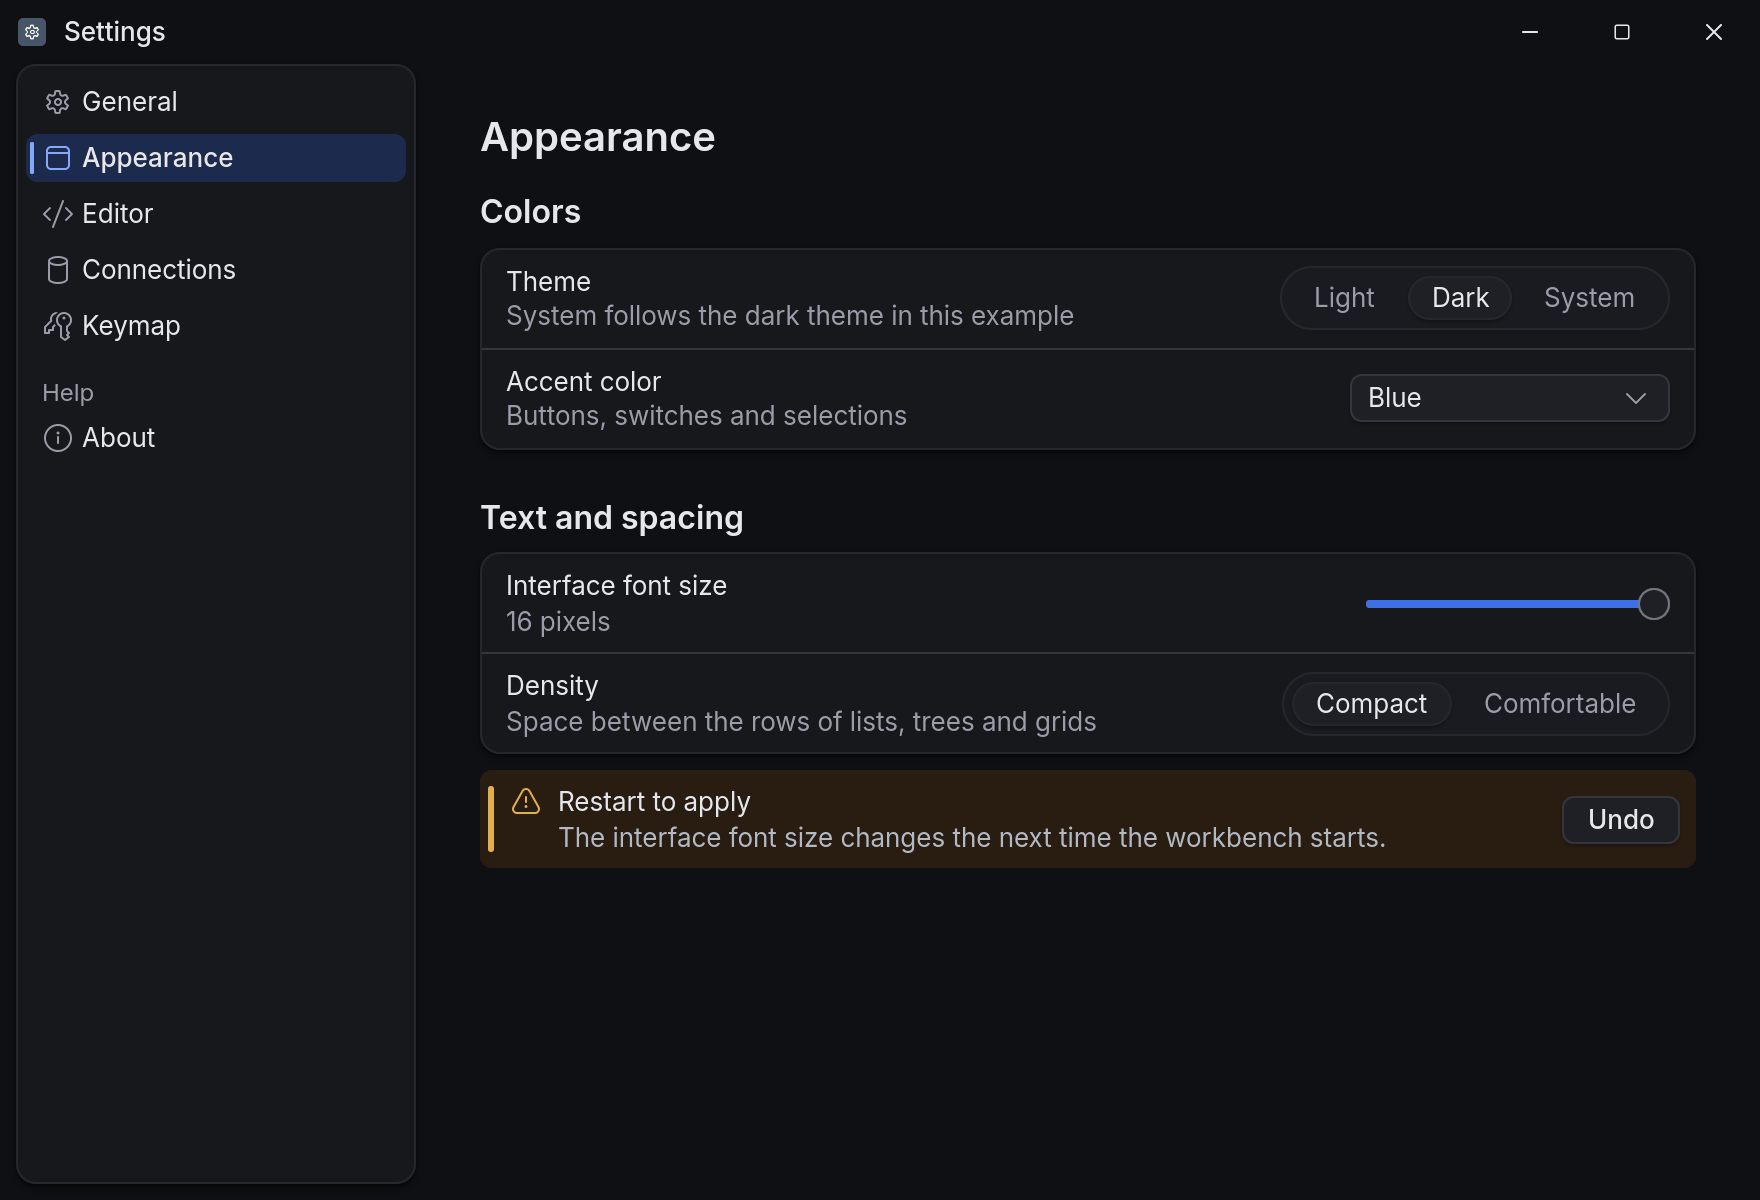 Settings
General
Appearance
Editor
Connections
Keymap
Help
About
Appearance
Colors
Theme
System follows the dark theme in this example
Light Dark System
Accent color
Buttons, switches and selections
Blue
Text and spacing
Interface font size
16 pixels
Density
Space between the rows of lists, trees and grids
Compact Comfortable
Restart to apply
The interface font size changes the next time the workbench starts.
Undo